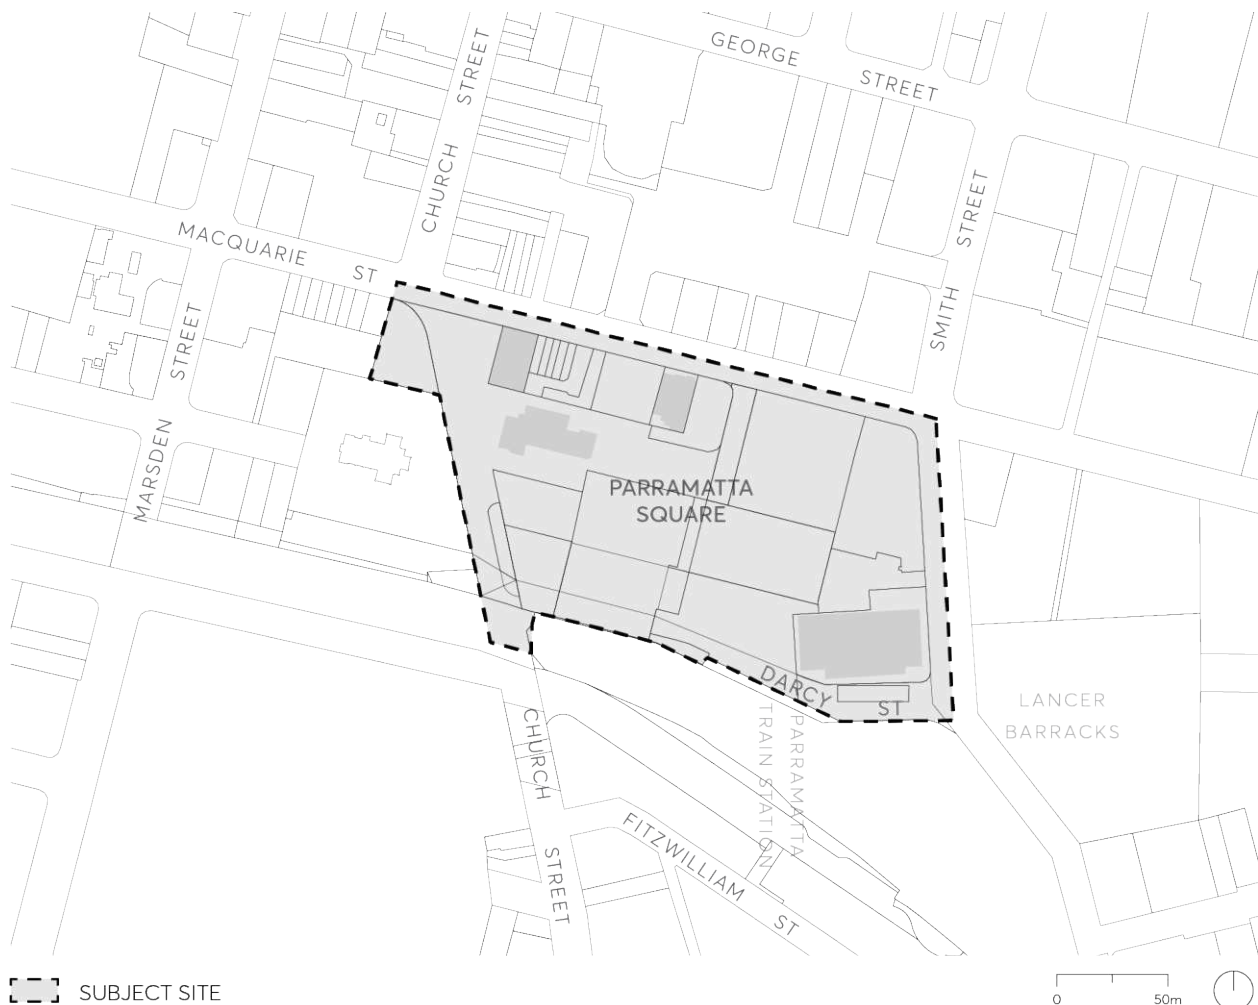 GEORGE STREET
CHURCH STREET
SMITH STREET
MACQUARIE ST
MARSDEN STREET
PARRAMATTA
SQUARE
DARCY ST
LANCER
BARRACKS
PARRAMATTA
TRAIN STATION
CHURCH STREET
FITZWILLIAM ST
SUBJECT SITE
0 50m